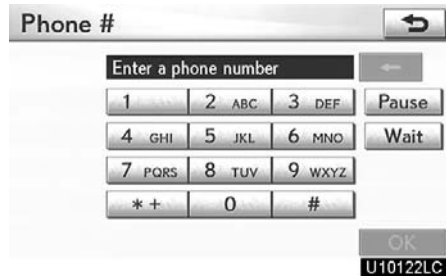 Phone #
Enter a phone number
1 2 ABC 3 DEF Pause
4 GHI 5 JKL 6 MNO Wait
7 PQRS 8 TUV 9 WXYZ
* + 0 #
OK
U10122LC